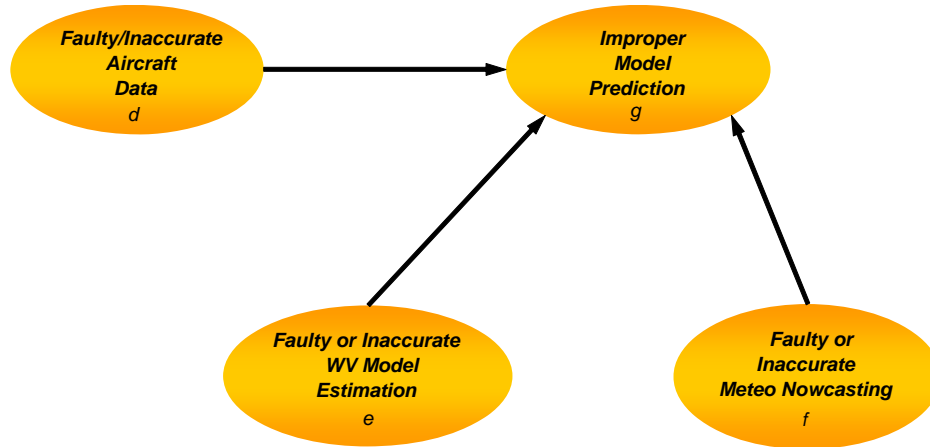 Faulty/Inaccurate
Aircraft
Data
d
Improper
Model
Prediction
g
Faulty or Inaccurate
WV Model
Estimation
e
Faulty or
Inaccurate
Meteo Nowcasting
f